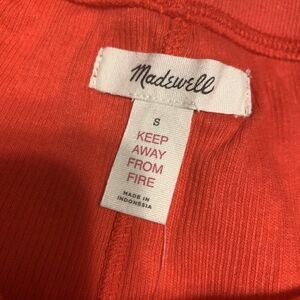 Madewell
S
KEEP
AWAY
FROM
FIRE
MADE IN
INDONESIA